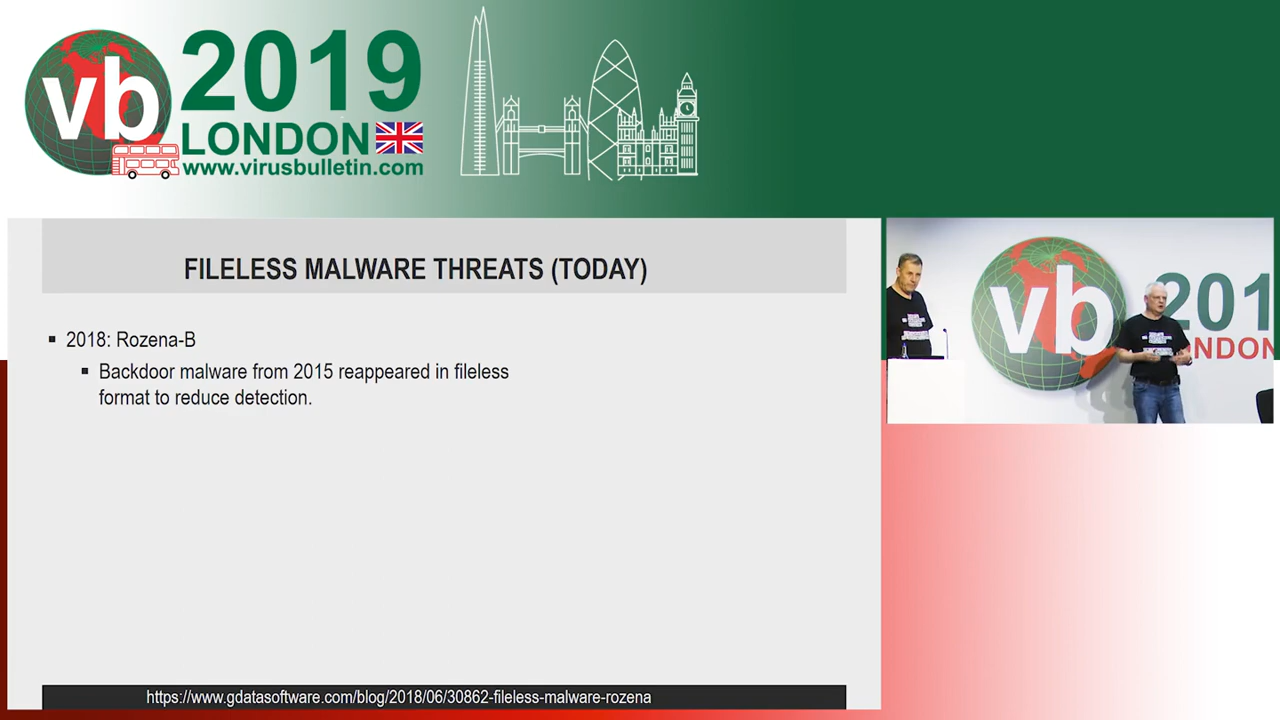 vb
2019
LONDON
www.virusbulletin.com
FILELESS MALWARE THREATS (TODAY)
2018: Rozena-B
Backdoor malware from 2015 reappeared in fileless
format to reduce detection.
https://www.gdatasoftware.com/blog/2018/06/30862-fileless-malware-rozena
vb
201
NDON